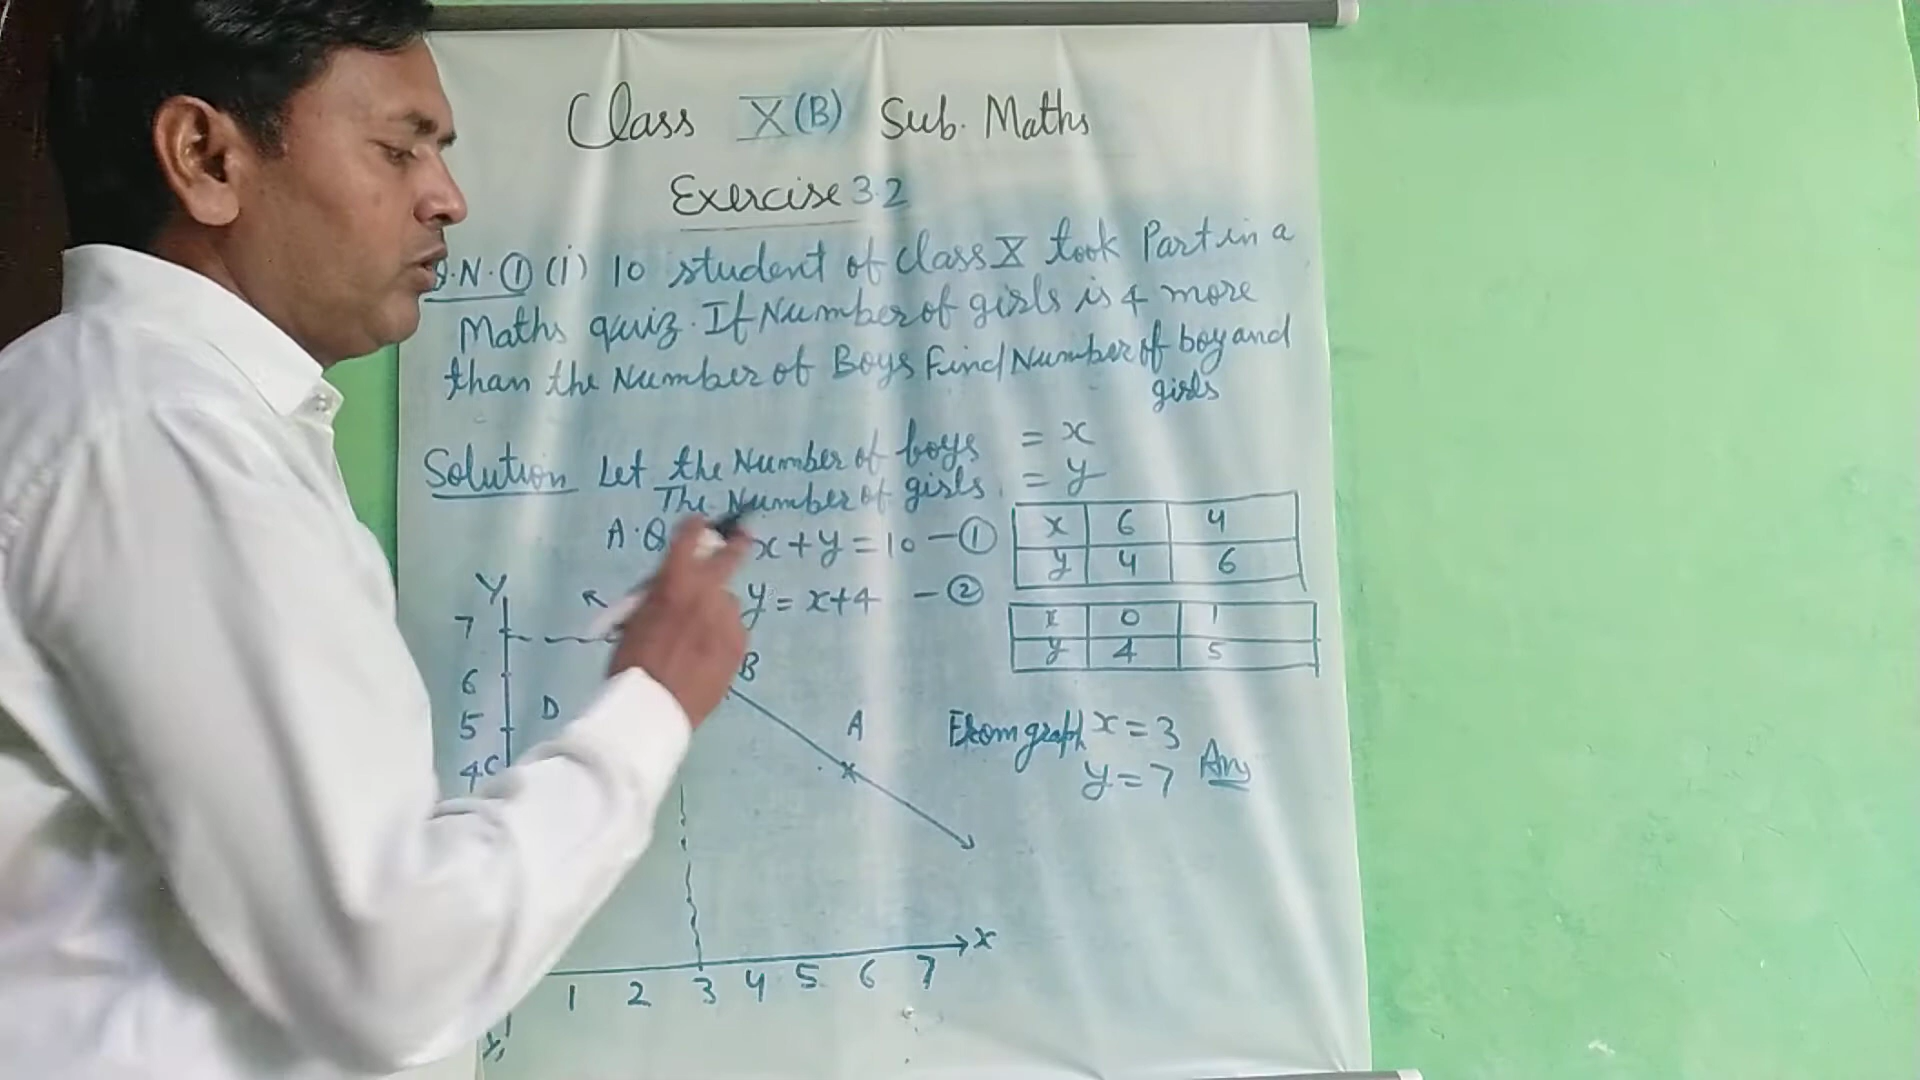 Class X(B) Sub. Maths
Exercise 3.2
Q.N.① (i) 10 student of class X took Part in a
Maths quiz. If Number of girls is 4 more
than the Number of Boys Find Number of boy and
girls
Solution Let the Number of boys = x
The Number of girls = y
A.Q x + y = 10 - ①
y = x+4 - ②
x 6 4
y 4 6
x 0 1
y 4 5
Y
7
6
5
4
D
C
B
A
From graph x = 3
y = 7 Ans
X
1 2 3 4 5 6 7